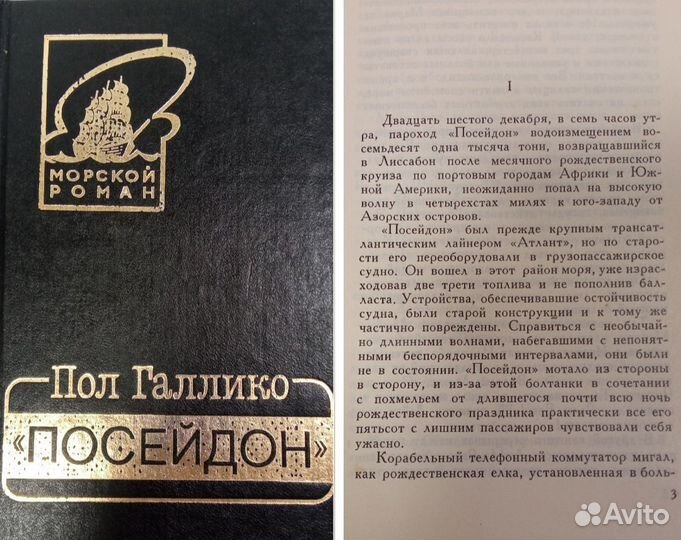 МОРСКОЙ
РОМАН
Пол Галлико
«ПОСЕЙДОН»
I
Двадцать шестого декабря, в семь часов ут-
ра, пароход «Посейдон» водоизмещением во-
семьдесят одна тысяча тонн, возвращавшийся
в Лиссабон после месячного рождественского
круиза по портовым городам Африки и Юж-
ной Америки, неожиданно попал на высокую
волну в четырехстах милях к юго-западу от
Азорских островов.
«Посейдон» был прежде крупным трансат-
лантическим лайнером «Атлант», но по старо-
сти его переоборудовали в грузопассажирское
судно. Он вошел в этот район моря, уже израс-
ходовав две трети топлива и не пополнив бал-
ласта. Устройства, обеспечивавшие остойчивость
судна, были старой конструкции и к тому же
частично повреждены. Справиться с необычай-
но длинными волнами, набегавшими с непонят-
ными беспорядочными интервалами, они были
не в состоянии. «Посейдон» мотало из стороны
в сторону, и из-за этой болтанки в сочетании
с похмельем от длившегося почти всю ночь
рождественского праздника практически все его
пятьсот с лишним пассажиров чувствовали себя
ужасно.
Корабельный телефонный коммутатор мигал,
как рождественская елка, установленная в боль-
3
Avito